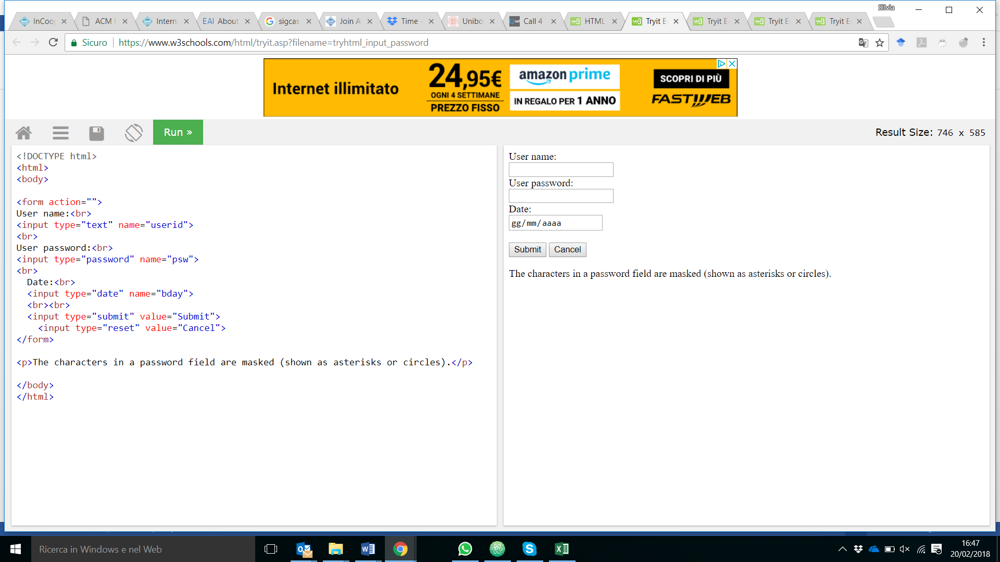 Silvia
InCoo
ACM
Intern
EAI About
sigcas
Join A
Time -
Unibo
Call 4
HTML
Tryit E
Tryit E
Tryit E
Tryit E
Sicuro
https://www.w3schools.com/html/tryit.asp?filename=tryhtml_input_password
Internet illimitato
24,95€
OGNI 4 SETTIMANE
PREZZO FISSO
amazon prime
IN REGALO PER 1 ANNO
SCOPRI DI PIÙ
FASTWEB
Run »
Result Size: 746 x 585
<!DOCTYPE html>
<html>
<body>
<form action="">
User name:<br>
<input type="text" name="userid">
<br>
User password:<br>
<input type="password" name="psw">
<br>
Date:<br>
<input type="date" name="bday">
<br><br>
<input type="submit" value="Submit">
<input type="reset" value="Cancel">
</form>
<p>The characters in a password field are masked (shown as asterisks or circles).</p>
</body>
</html>
User name:
User password:
Date:
gg/mm/aaaa
Submit Cancel
The characters in a password field are masked (shown as asterisks or circles).
Ricerca in Windows e nel Web
16:47
20/02/2018